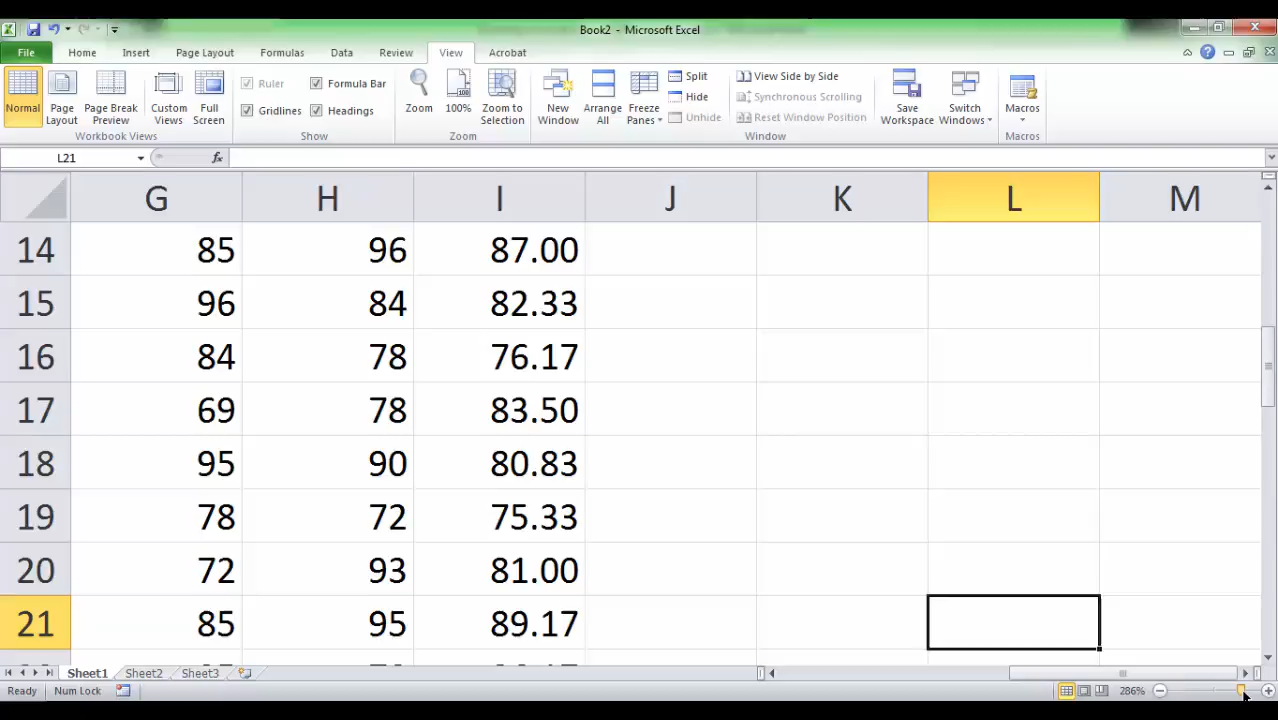 Book2 - Microsoft Excel
File Home Insert Page Layout Formulas Data Review View Acrobat
Normal Page Layout Page Break Preview Custom Views Full Screen
Workbook Views
Ruler Formula Bar
Gridlines Headings
Show
Zoom 100% Zoom to Selection
Zoom
New Window Arrange All Freeze Panes
Split
Hide
Unhide
View Side by Side
Synchronous Scrolling
Reset Window Position
Save Workspace Switch Windows
Window
Macros
Macros
L21 fx
G H I J K L M
14 85 96 87.00
15 96 84 82.33
16 84 78 76.17
17 69 78 83.50
18 95 90 80.83
19 78 72 75.33
20 72 93 81.00
21 85 95 89.17
Sheet1 Sheet2 Sheet3
Ready Num Lock 286%